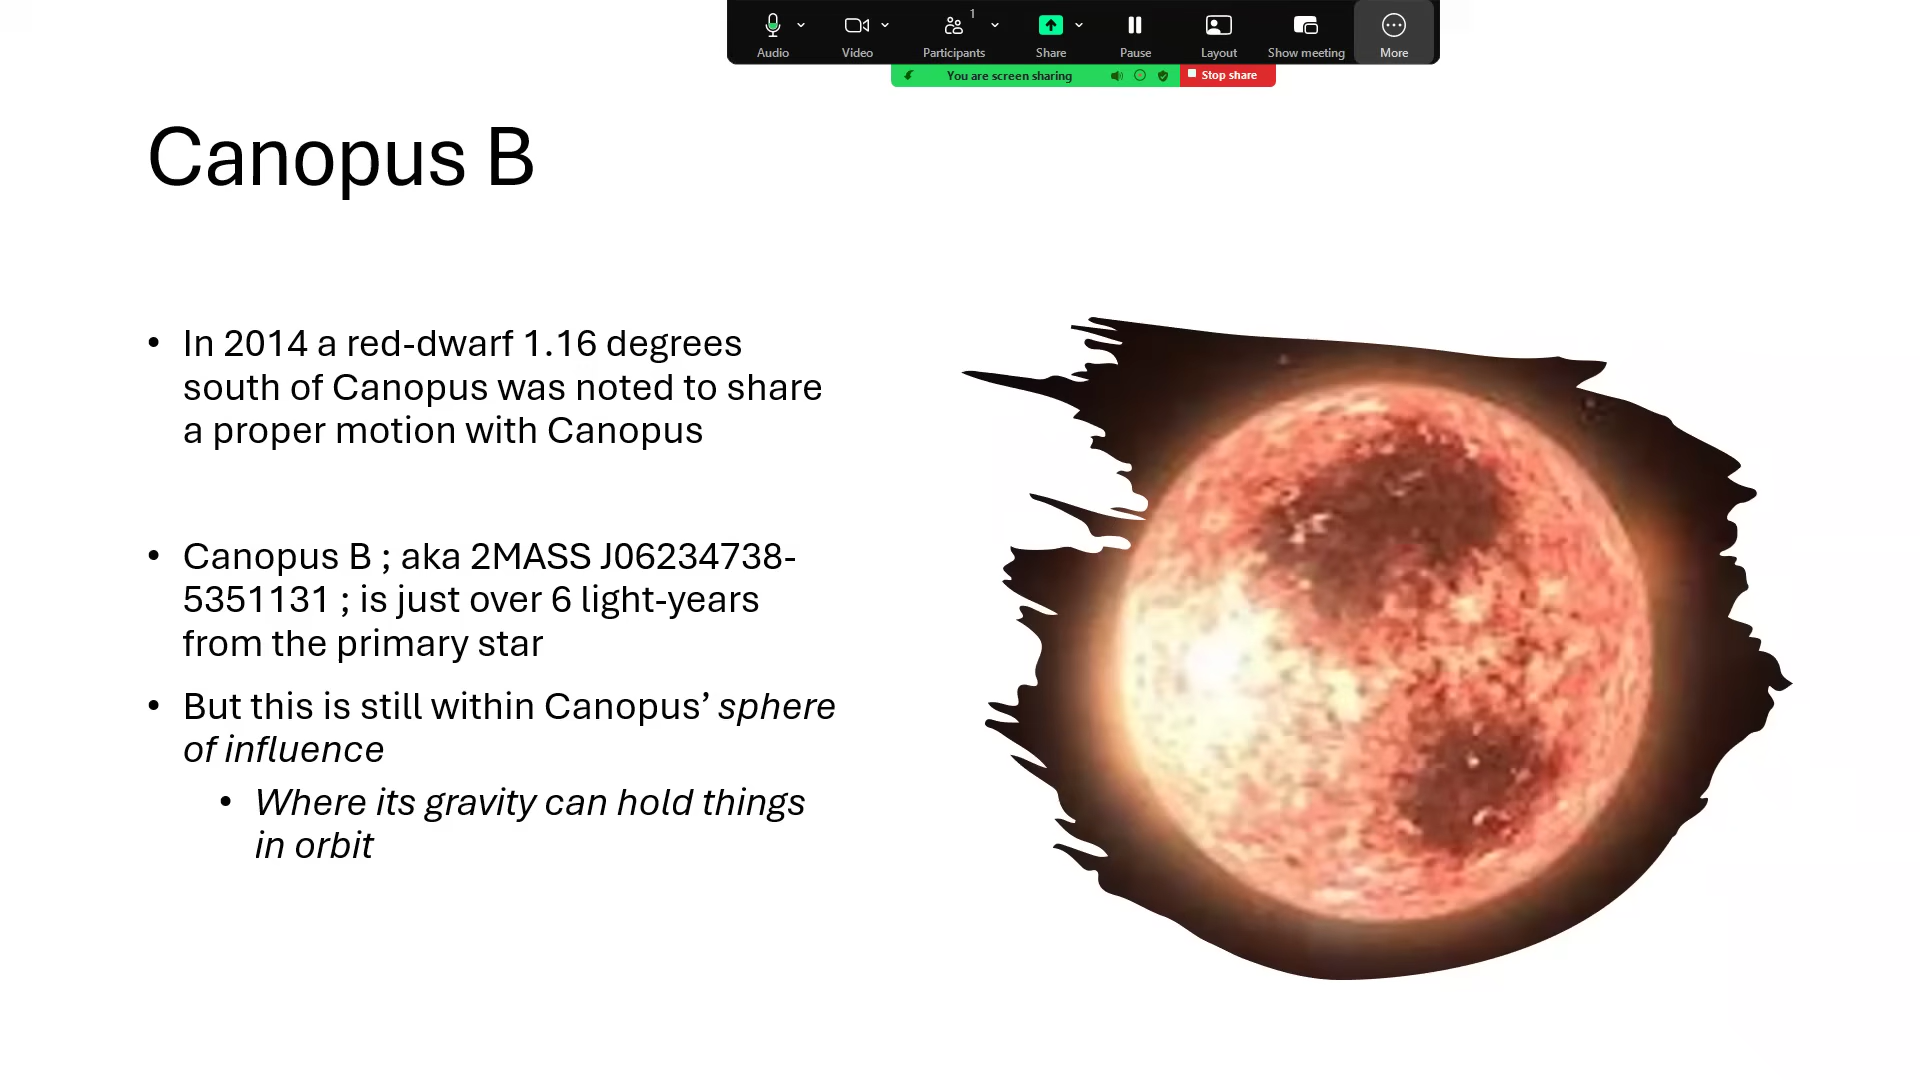 1
Audio
Video
Participants
Share
Pause
Layout
Show meeting
More
You are screen sharing
Stop share
Canopus B
• In 2014 a red-dwarf 1.16 degrees
south of Canopus was noted to share
a proper motion with Canopus
• Canopus B ; aka 2MASS J06234738-
5351131 ; is just over 6 light-years
from the primary star
• But this is still within Canopus’ sphere
of influence
• Where its gravity can hold things
in orbit